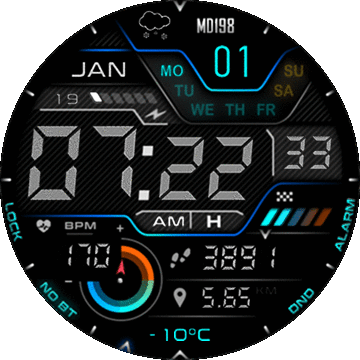 MD198
JAN
MO 01 SU
TU SA
WE TH FR
19
07:22 33
AM H
BPM +
170 -
3891
5.65 KM
LOCK
ALARM
NO BT
DND
-10°C